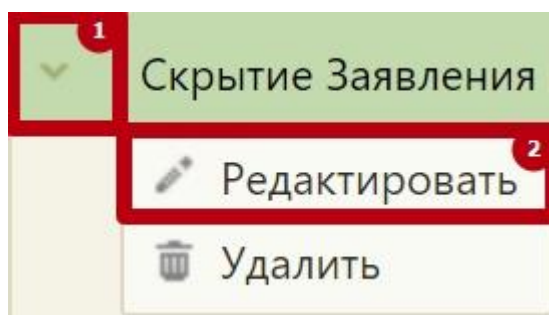 1
Скрытие Заявления
2
Редактировать
Удалить